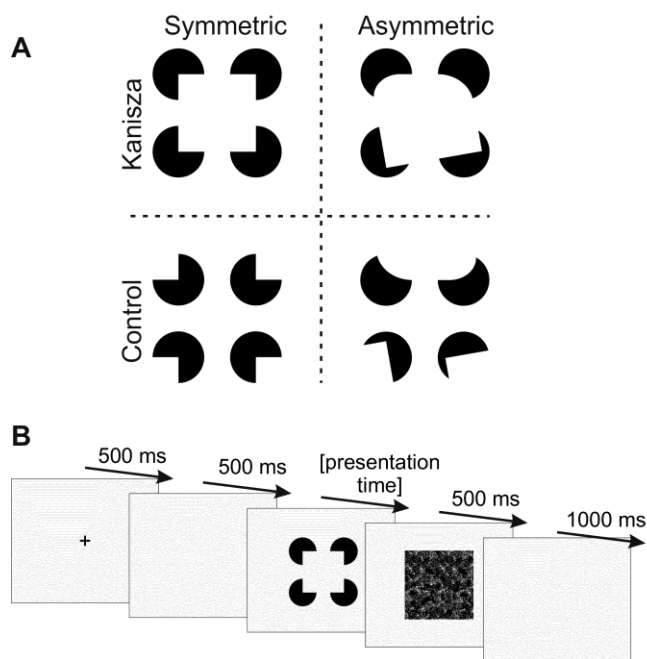 Symmetric
Asymmetric
A
Kanisza
Control
B
500 ms
500 ms
[presentation
time]
500 ms
1000 ms
+